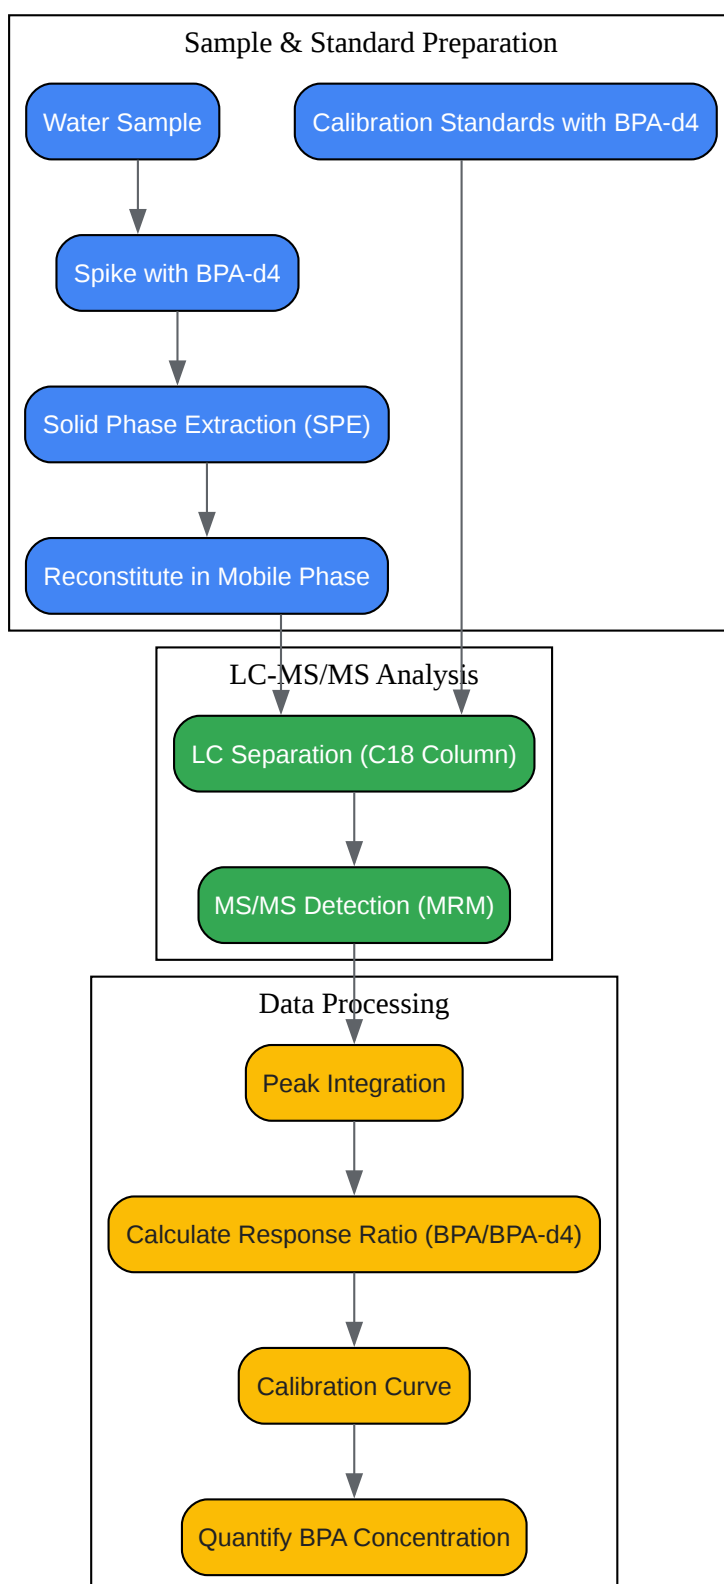 Sample & Standard Preparation
Water Sample
Calibration Standards with BPA-d4
Spike with BPA-d4
Solid Phase Extraction (SPE)
Reconstitute in Mobile Phase
LC-MS/MS Analysis
LC Separation (C18 Column)
MS/MS Detection (MRM)
Data Processing
Peak Integration
Calculate Response Ratio (BPA/BPA-d4)
Calibration Curve
Quantify BPA Concentration